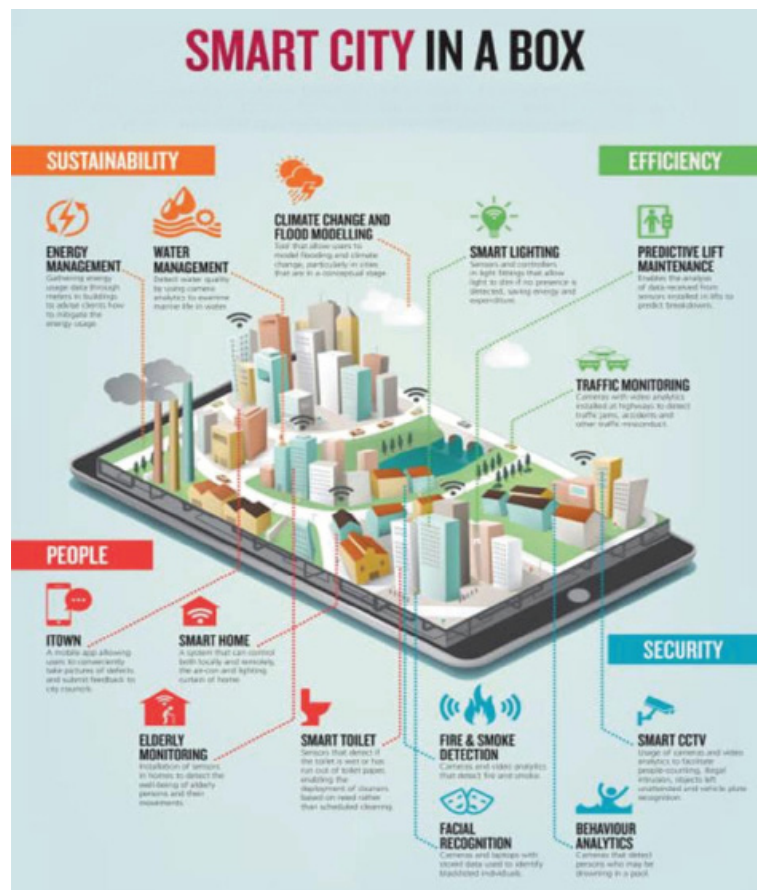 SMART CITY IN A BOX
SUSTAINABILITY
ENERGY
MANAGEMENT
Gathering energy
usage data through
meters in buildings
to advise clients how
to mitigate the
energy usage.
WATER
MANAGEMENT
Detect water quality
by using camera
analytics to examine
marine life in water.
CLIMATE CHANGE AND
FLOOD MODELLING
Tool that allow users to
model flooding and climate
change, particularly in cities
that are in a conceptual stage.
EFFICIENCY
SMART LIGHTING
Sensors and controllers
in light fittings that allow
light to dim if no presence is
detected, saving energy and
expenditure.
PREDICTIVE LIFT
MAINTENANCE
Enables the analysis
of data received from
sensors installed in lifts to
predict breakdowns.
TRAFFIC MONITORING
Cameras with video analytics
installed at highways to detect
traffic jams, accidents and
other traffic misconduct.
PEOPLE
ITOWN
A mobile app allowing
users to conveniently
take pictures of defects
and submit feedback to
city councils.
SMART HOME
A system that can control
both locally and remotely,
the air-con and lighting
curtain of home.
ELDERLY
MONITORING
Installation of sensors
in homes to detect the
well-being of elderly
persons and their
movements.
SMART TOILET
Sensors that detect if
the toilet is wet or has
run out of toilet paper,
enabling the
deployment of cleaners
based on need rather
than scheduled cleaning.
SECURITY
FIRE & SMOKE
DETECTION
Cameras and video analytics
that detect fire and smoke.
FACIAL
RECOGNITION
Cameras and laptops with
stored data used to identify
blacklisted individuals.
SMART CCTV
Usage of cameras and video
analytics to facilitate
people-counting, illegal
intrusion, objects left
unattended and vehicle plate
recognition.
BEHAVIOUR
ANALYTICS
Cameras that detect
persons who may be
drowning in a pool.